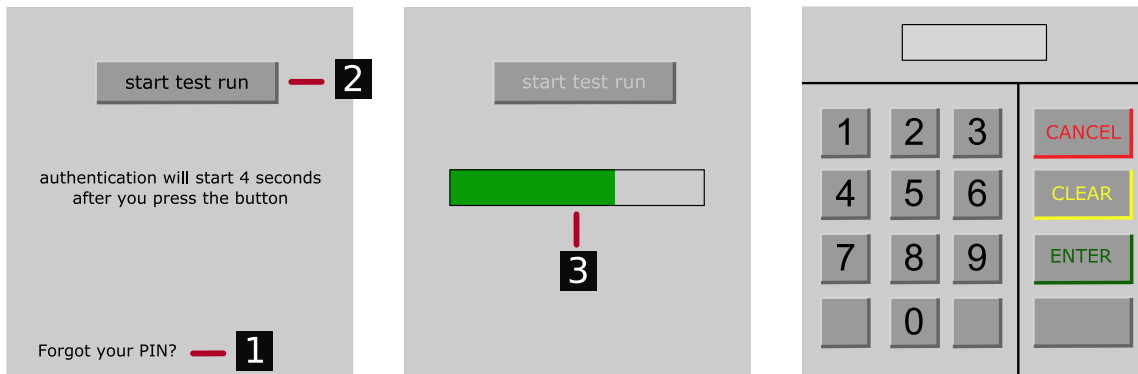 start test run
2
authentication will start 4 seconds
after you press the button
Forgot your PIN?
1
start test run
3
1 2 3 CANCEL
4 5 6 CLEAR
7 8 9 ENTER
0